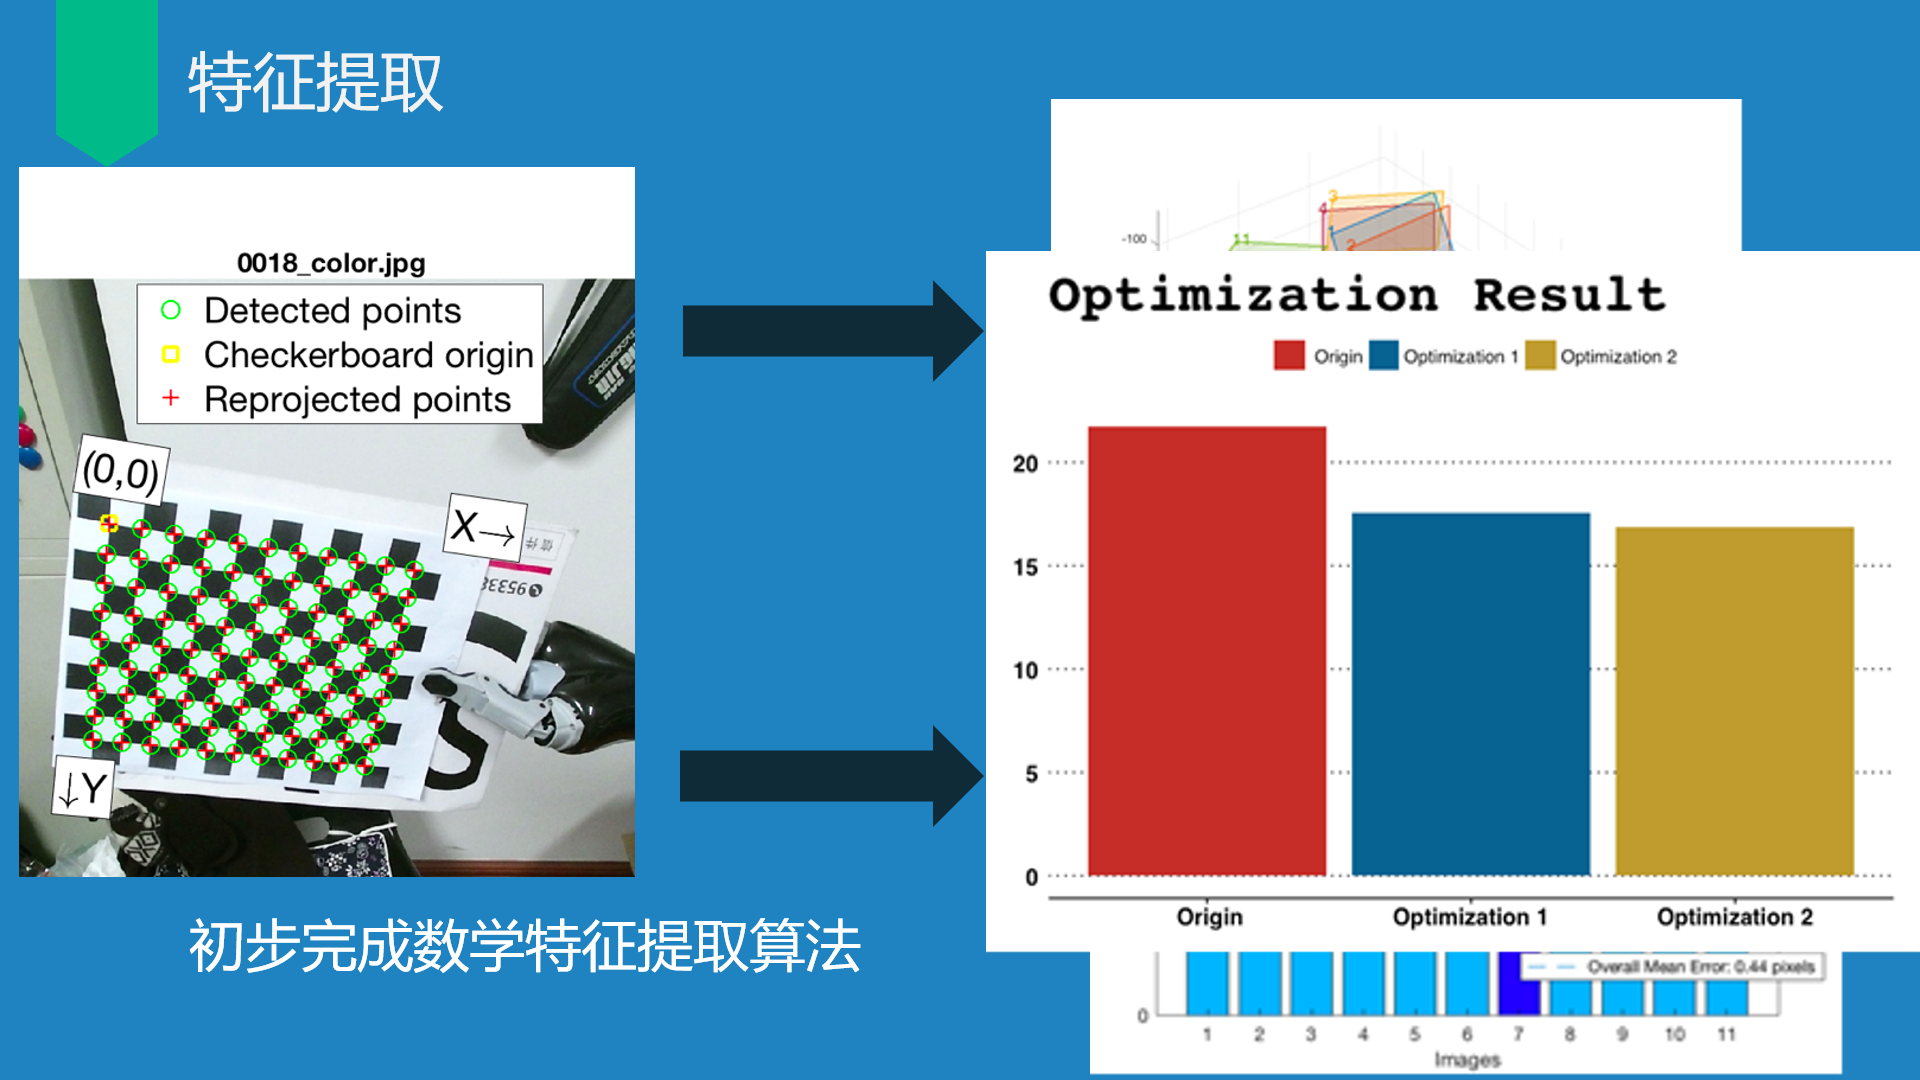 特征提取
0018_color.jpg
Detected points
Checkerboard origin
Reprojected points
(0,0)
X→
↓Y
95533
-100
3
4
1
2
11
Optimization Result
Origin Optimization 1 Optimization 2
20
15
10
5
0
Origin Optimization 1 Optimization 2
Overall Mean Error: 0.44 pixels
0
1 2 3 4 5 6 7 8 9 10 11
Images
初步完成数学特征提取算法